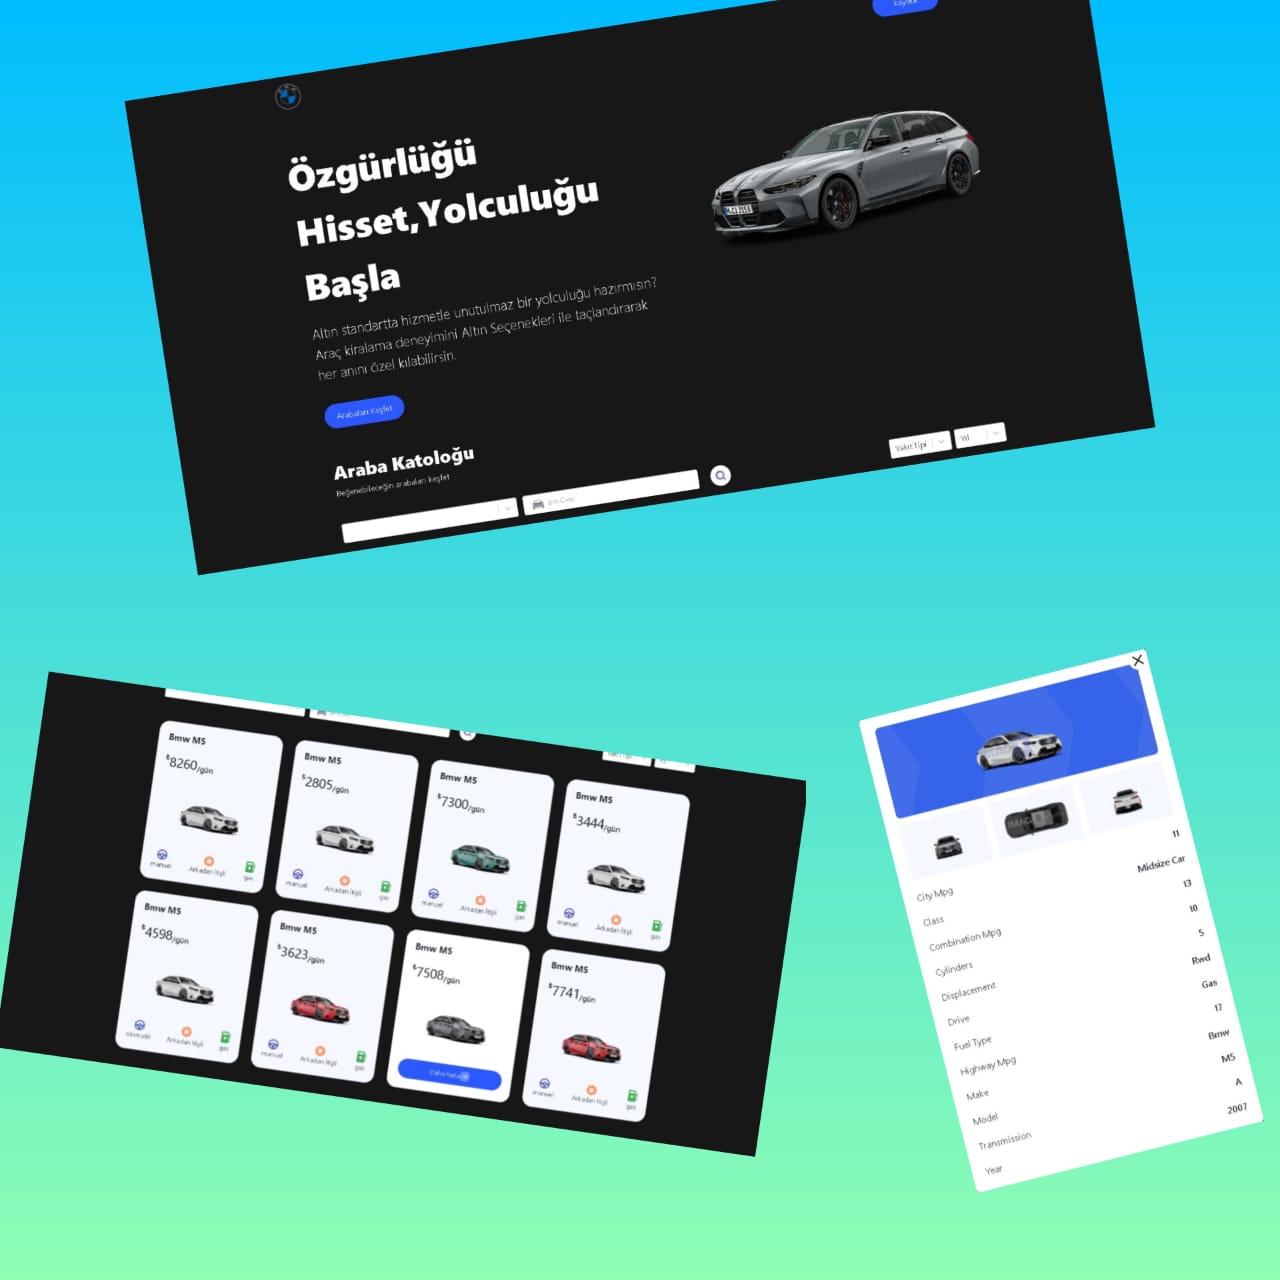 kaydol
Özgürlüğü
Hisset,Yolculuğu
Başla
Altın standartta hizmetle unutulmaz bir yolculuğu hazırmısın?
Araç kiralama deneyimini Altın Seçenekleri ile taçlandırarak
her anını özel kılabilirsin.
Arabaları Keşfet
Araba Katoloğu
Beğenebileceğin arabaları keşfet
Yakıt Tipi
Yıl
örn:Civic
Bmw M5
₺8260/gün
manuel
Arkadan İtişli
gas
Bmw M5
₺2805/gün
manuel
Arkadan İtişli
gas
Bmw M5
₺7300/gün
manuel
Arkadan İtişli
gas
Bmw M5
₺3444/gün
manuel
Arkadan İtişli
gas
Bmw M5
₺4598/gün
otomatik
Arkadan İtişli
gas
Bmw M5
₺3623/gün
manuel
Arkadan İtişli
gas
Bmw M5
₺7508/gün
Daha Fazla
Bmw M5
₺7741/gün
manuel
Arkadan İtişli
gas
City Mpg 11
Class Midsize Car
Combination Mpg 13
Cylinders 10
Displacement 5
Drive Rwd
Fuel Type Gas
Highway Mpg 17
Make Bmw
Model M5
Transmission A
Year 2007